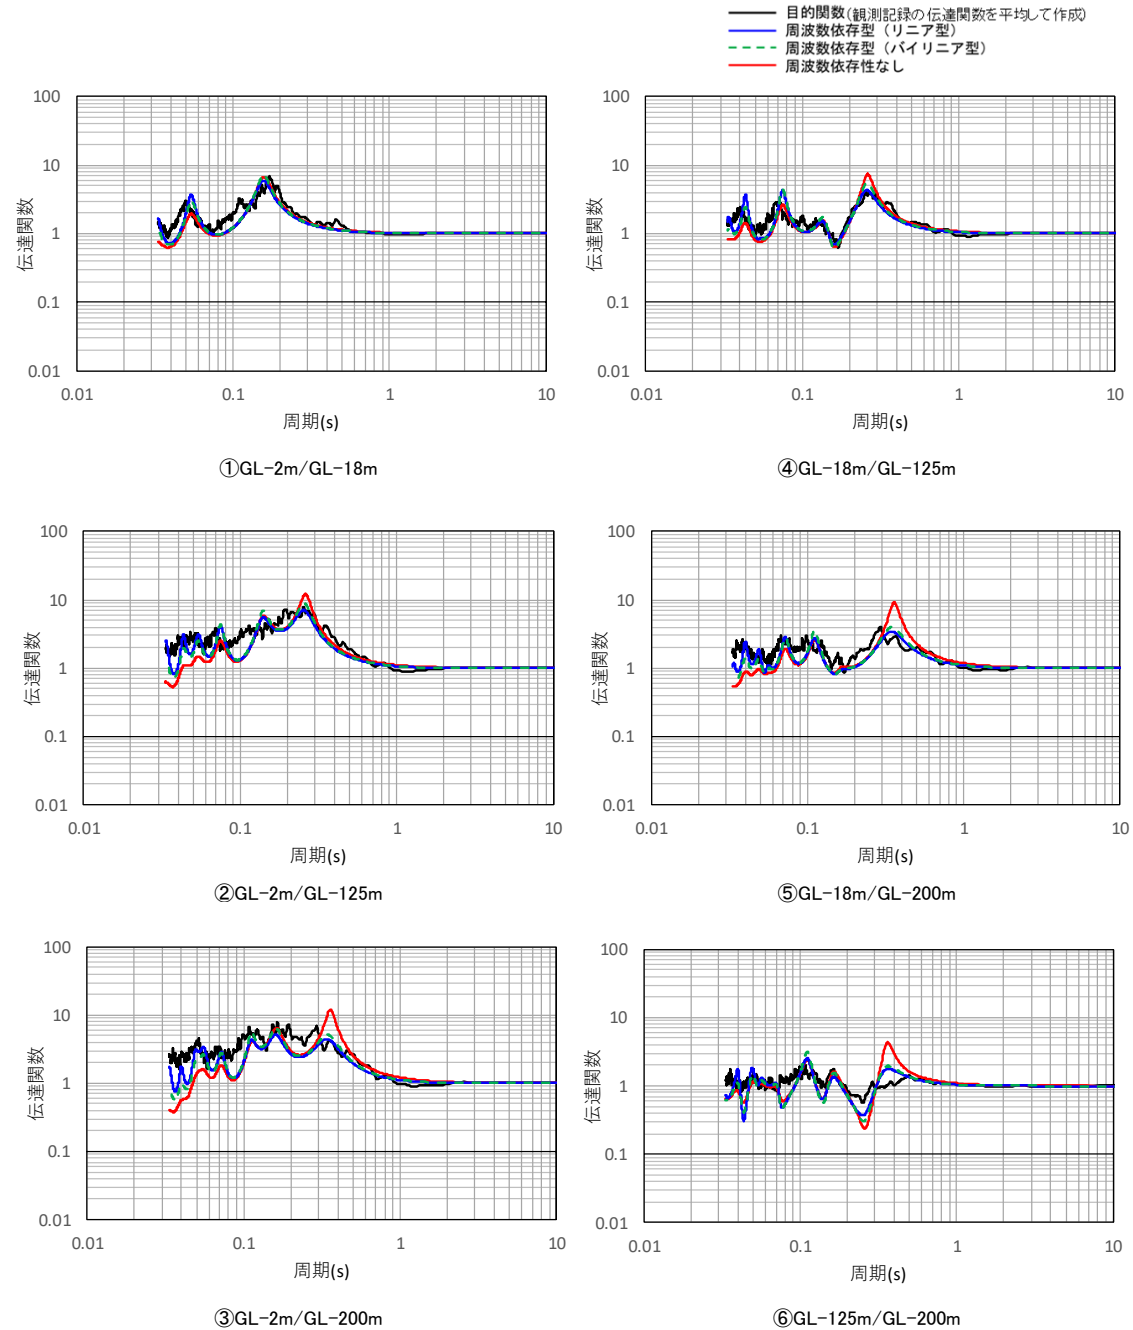 目的関数(観測記録の伝達関数を平均して作成)
周波数依存型（リニア型）
周波数依存型（バイリニア型）
周波数依存性なし
100
10
1
0.1
0.01
伝達関数
0.01
0.1
1
10
周期(s)
①GL-2m/GL-18m
100
10
1
0.1
0.01
伝達関数
0.01
0.1
1
10
周期(s)
④GL-18m/GL-125m
100
10
1
0.1
0.01
伝達関数
0.01
0.1
1
10
周期(s)
②GL-2m/GL-125m
100
10
1
0.1
0.01
伝達関数
0.01
0.1
1
10
周期(s)
⑤GL-18m/GL-200m
100
10
1
0.1
0.01
伝達関数
0.01
0.1
1
10
周期(s)
③GL-2m/GL-200m
100
10
1
0.1
0.01
伝達関数
0.01
0.1
1
10
周期(s)
⑥GL-125m/GL-200m